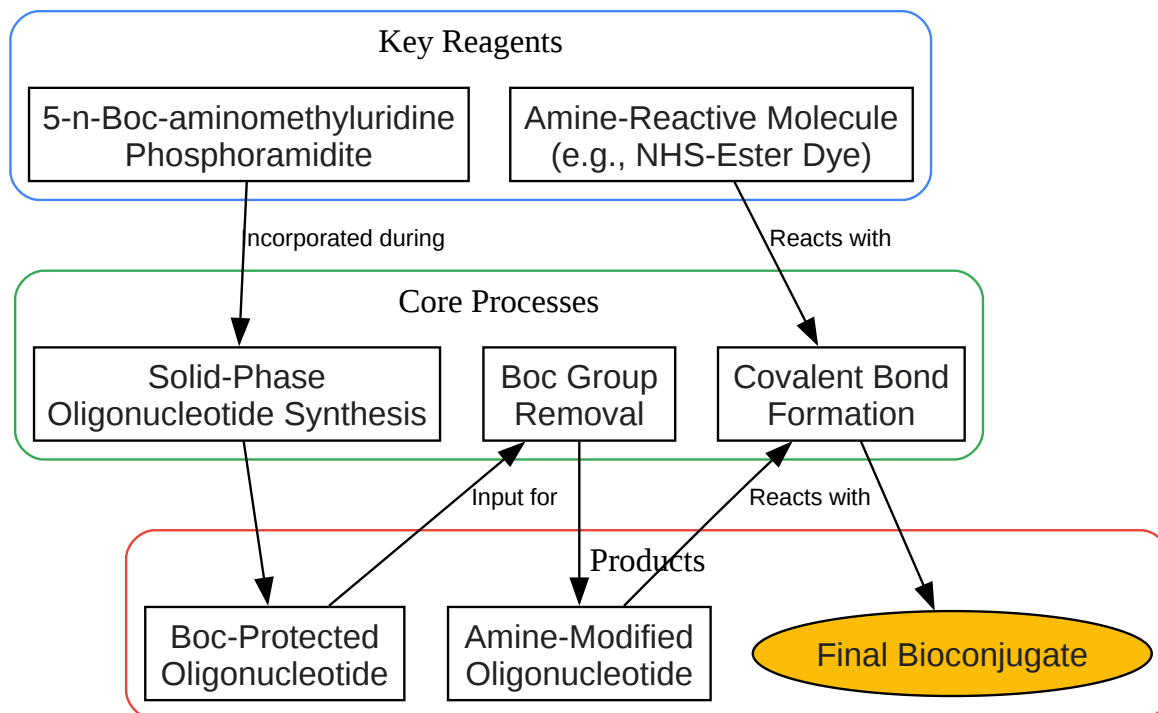 Key Reagents
5-n-Boc-aminomethyluridine
Phosphoramidite
Amine-Reactive Molecule
(e.g., NHS-Ester Dye)
Incorporated during
Reacts with
Core Processes
Solid-Phase
Oligonucleotide Synthesis
Boc Group
Removal
Covalent Bond
Formation
Input for
Reacts with
Products
Boc-Protected
Oligonucleotide
Amine-Modified
Oligonucleotide
Final Bioconjugate